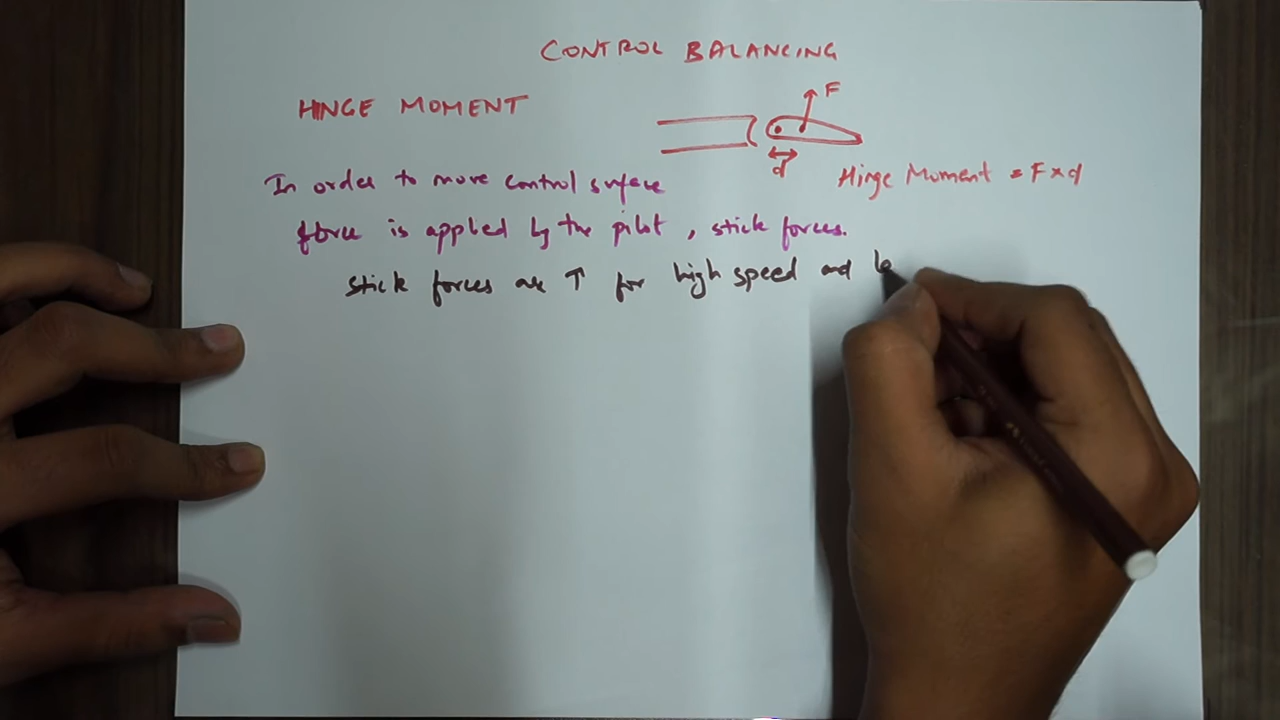 CONTROL BALANCING
HINGE MOMENT
F
d
Hinge Moment = F x d
In order to move control surface
force is applied by the pilot, stick forces.
stick forces are ↑ for high speed and